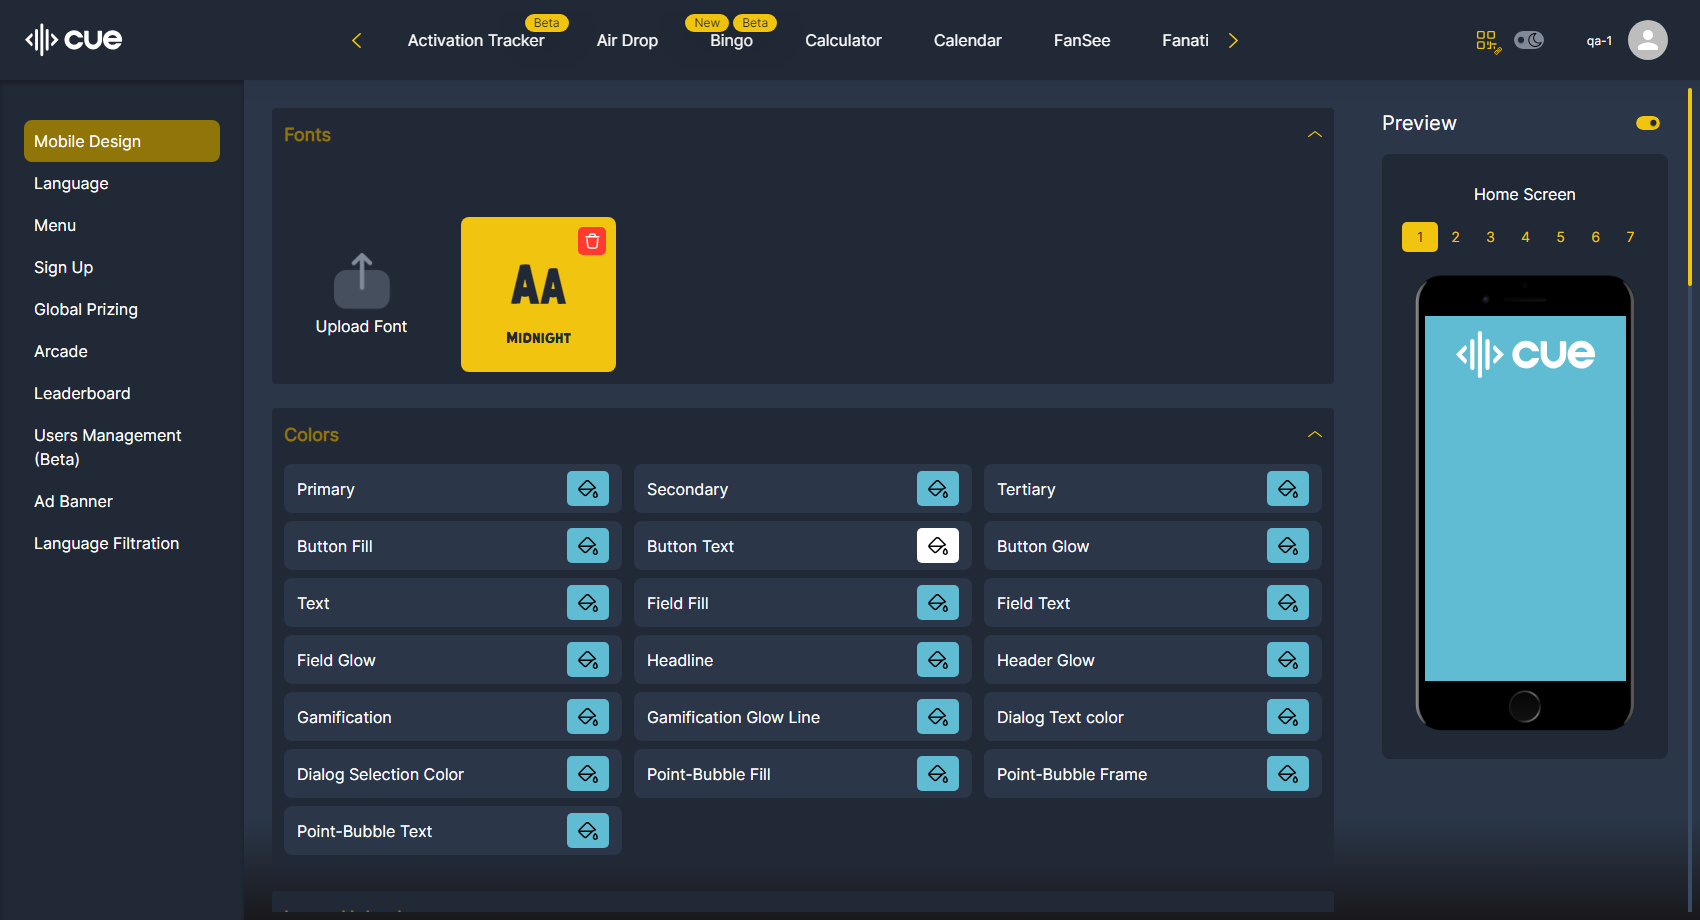 cue
Beta
New
Beta
Activation Tracker
Air Drop
Bingo
Calculator
Calendar
FanSee
Fanati
qa-1
Mobile Design
Language
Menu
Sign Up
Global Prizing
Arcade
Leaderboard
Users Management
(Beta)
Ad Banner
Language Filtration
Fonts
Upload Font
AA
MIDNIGHT
Colors
Primary
Secondary
Tertiary
Button Fill
Button Text
Button Glow
Text
Field Fill
Field Text
Field Glow
Headline
Header Glow
Gamification
Gamification Glow Line
Dialog Text color
Dialog Selection Color
Point-Bubble Fill
Point-Bubble Frame
Point-Bubble Text
Preview
Home Screen
1 2 3 4 5 6 7
cue